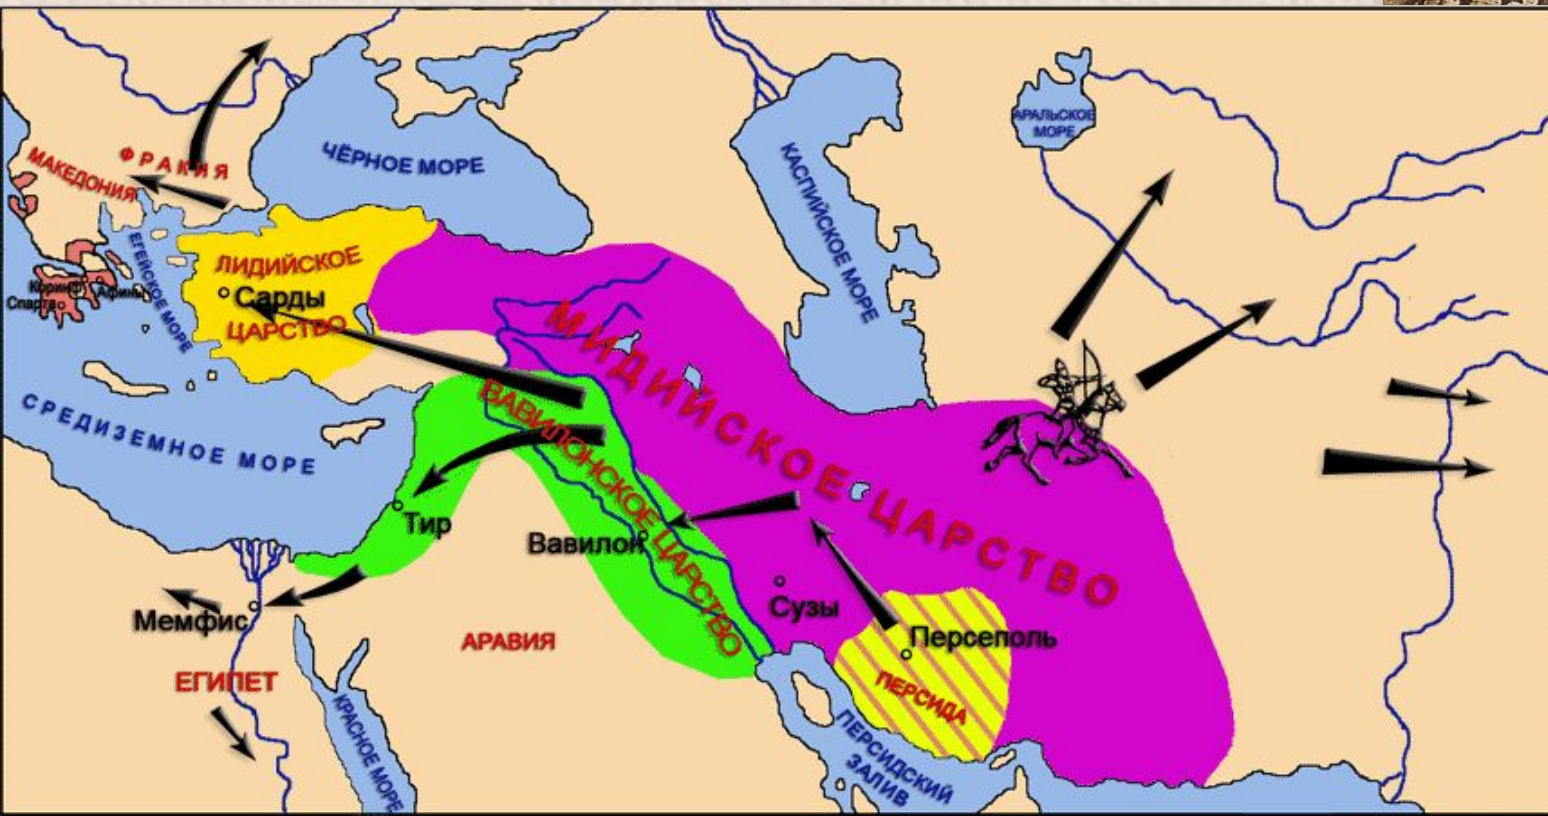 ЧЁРНОЕ МОРЕ
АРАЛЬСКОЕ
МОРЕ
КАСПИЙСКОЕ МОРЕ
ФРАКИЯ
МАКЕДОНИЯ
ЕГЕЙСКОЕ МОРЕ
ЛИДИЙСКОЕ
Сарды
ЦАРСТВО
Коринф
Афины
Спарта
МИДИЙСКОЕ ЦАРСТВО
СРЕДИЗЕМНОЕ МОРЕ
ВАВИЛОНСКОЕ ЦАРСТВО
Тир
Вавилон
Сузы
Мемфис
Персеполь
АРАВИЯ
ЕГИПЕТ
ПЕРСИДА
КРАСНОЕ МОРЕ
ПЕРСИДСКИЙ
ЗАЛИВ